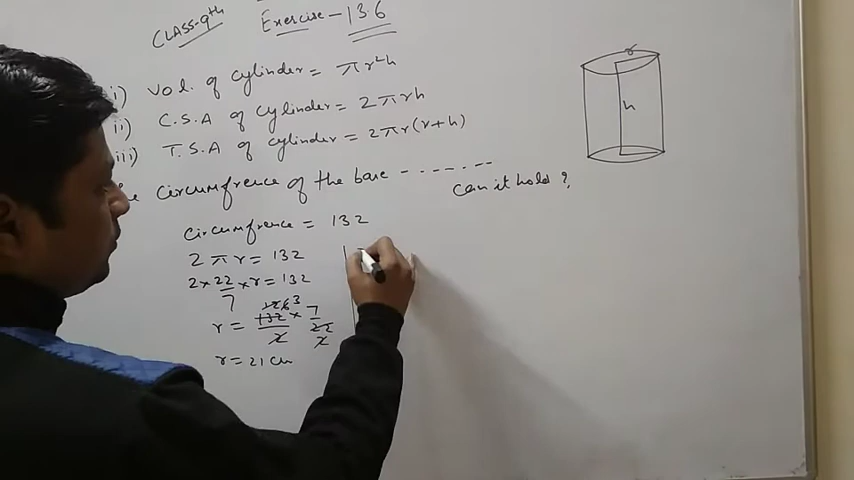 CLASS-9th
Exercise-13.6
i) vol. of cylinder = πr²h
ii) C.S.A of cylinder = 2πrh
iii) T.S.A of cylinder = 2πr(r+h)
Circumfrence of the base - - - - - - -
can it hold ?
Circumfrence = 132
2πr = 132
2×22/7×r = 132
r = 132/2 × 7/22
r = 21 cm
r
h